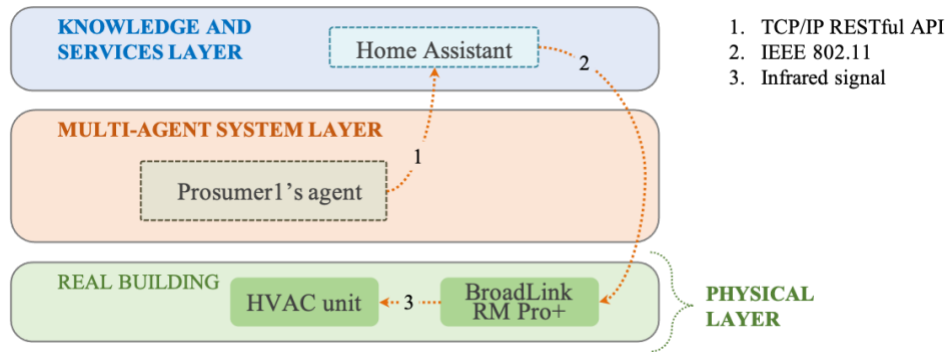 KNOWLEDGE AND
SERVICES LAYER
Home Assistant
1. TCP/IP RESTful API
2. IEEE 802.11
3. Infrared signal
2
MULTI-AGENT SYSTEM LAYER
1
Prosumer1's agent
REAL BUILDING
HVAC unit
3
BroadLink
RM Pro+
PHYSICAL
LAYER